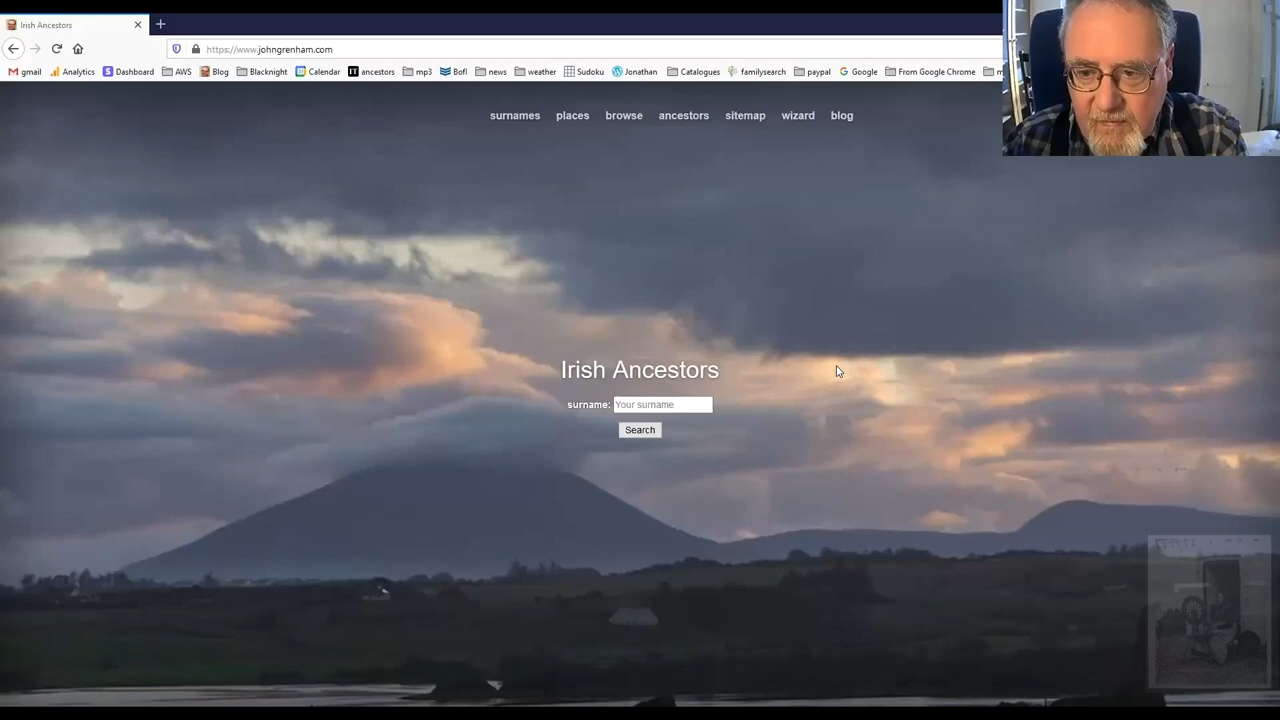 Irish Ancestors
https://www.johngrenham.com
gmail Analytics Dashboard AWS Blog Blacknight Calendar IT ancestors mp3 Bofl news weather Sudoku Jonathan Catalogues familysearch paypal Google From Google Chrome
surnames places browse ancestors sitemap wizard blog
Irish Ancestors
surname: Your surname
Search